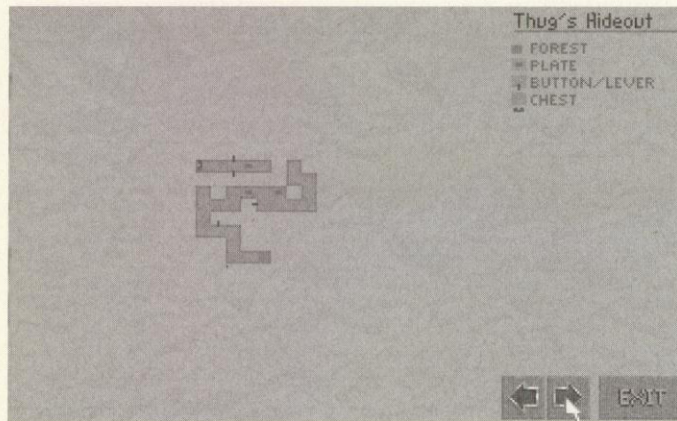 Thug's Hideout
FOREST
PLATE
BUTTON/LEVER
CHEST
EXIT